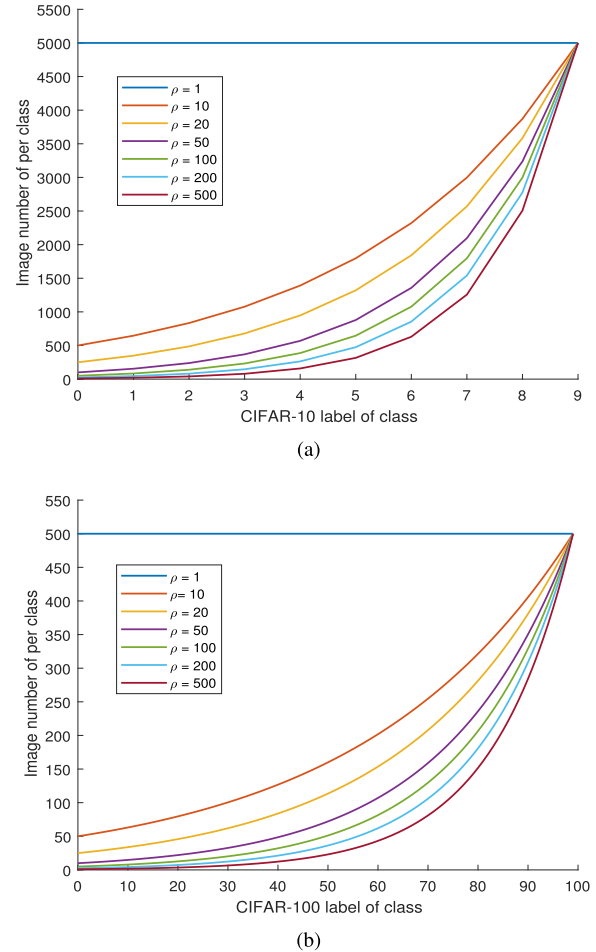 5500
5000
4500
4000
3500
3000
2500
2000
1500
1000
500
0
Image number of per class
ρ = 1
ρ = 10
ρ = 20
ρ = 50
ρ = 100
ρ = 200
ρ = 500
0 1 2 3 4 5 6 7 8 9
CIFAR-10 label of class
(a)
550
500
450
400
350
300
250
200
150
100
50
0
Image number of per class
ρ = 1
ρ= 10
ρ = 20
ρ = 50
ρ = 100
ρ = 200
ρ = 500
0 10 20 30 40 50 60 70 80 90 100
CIFAR-100 label of class
(b)